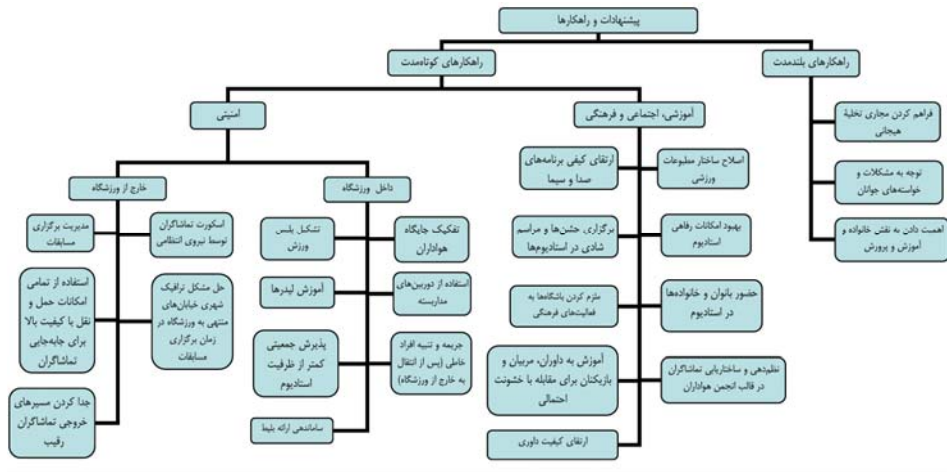 پیشنهادات و راهکارها
راهکارهای بلندمدت
فراهم کردن مجاری تخلیهٔ
هیجانی
توجه به مشکلات و
خواسته‌های جوانان
اهمیت دادن به نقش خانواده و
آموزش و پرورش
راهکارهای کوتاه‌مدت
آموزشی، اجتماعی و فرهنگی
اصلاح ساختار مطبوعات
ورزشی
ارتقای کیفی برنامه‌های
صدا و سیما
بهبود امکانات رفاهی
استادیوم
برگزاری جشن‌ها و مراسم
شادی در استادیوم‌ها
حضور بانوان و خانواده‌ها
در استادیوم
ملزم کردن باشگاه‌ها به
فعالیت‌های فرهنگی
نظم‌دهی و ساختاریابی تماشاگران
در قالب انجمن هواداران
آموزش به داوران، مربیان و
بازیکنان برای مقابله با خشونت
احتمالی
ارتقای کیفیت داوری
امنیتی
داخل ورزشگاه
تفکیک جایگاه
هواداران
تشکیل پلیس
ورزش
استفاده از دوربین‌های
مداربسته
آموزش لیدرها
جریمه و تنبیه افراد
خاطی (پس از انتقال
به خارج از ورزشگاه)
پذیرش جمعیتی
کمتر از ظرفیت
استادیوم
ساماندهی ارائه بلیط
خارج از ورزشگاه
اسکورت تماشاگران
توسط نیروی انتظامی
مدیریت برگزاری
مسابقات
حل مشکل ترافیک
شهری خیابان‌های
منتهی به ورزشگاه در
زمان برگزاری
مسابقات
استفاده از تمامی
امکانات حمل و
نقل با کیفیت بالا
برای جابه‌جایی
تماشاگران
جدا کردن مسیرهای
خروجی تماشاگران
رقیب